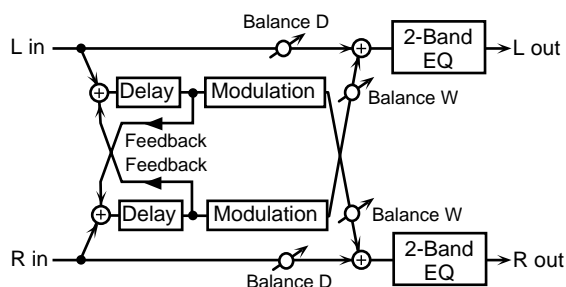 Balance D
L in
2-Band
EQ
L out
Delay
Modulation
Balance W
Feedback
Feedback
Delay
Modulation
Balance W
R in
2-Band
EQ
R out
Balance D